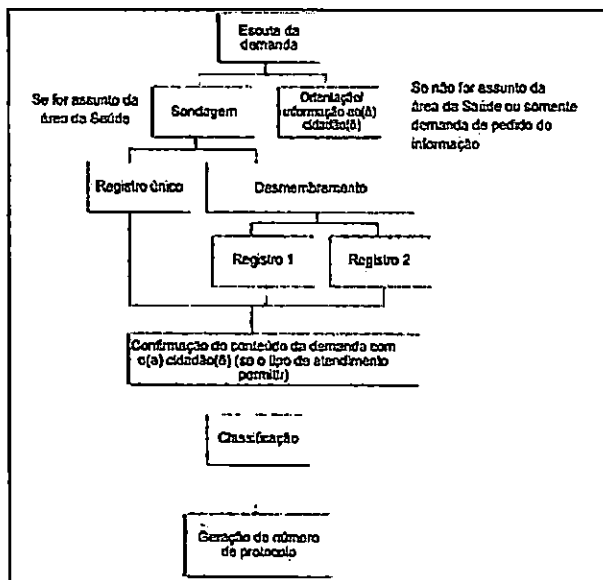 Escuta da
demanda
Se for assunto da
área da Saúde
Sondagem
Orientação/
informação ao(à)
cidadão(ã)
Se não for assunto da
área da Saúde ou somente
demanda de pedido de
informação
Registro único
Desmembramento
Registro 1
Registro 2
Confirmação do conteúdo da demanda com
o(a) cidadão(ã) (se o tipo de atendimento
permitir)
Classificação
Geração de número
de protocolo